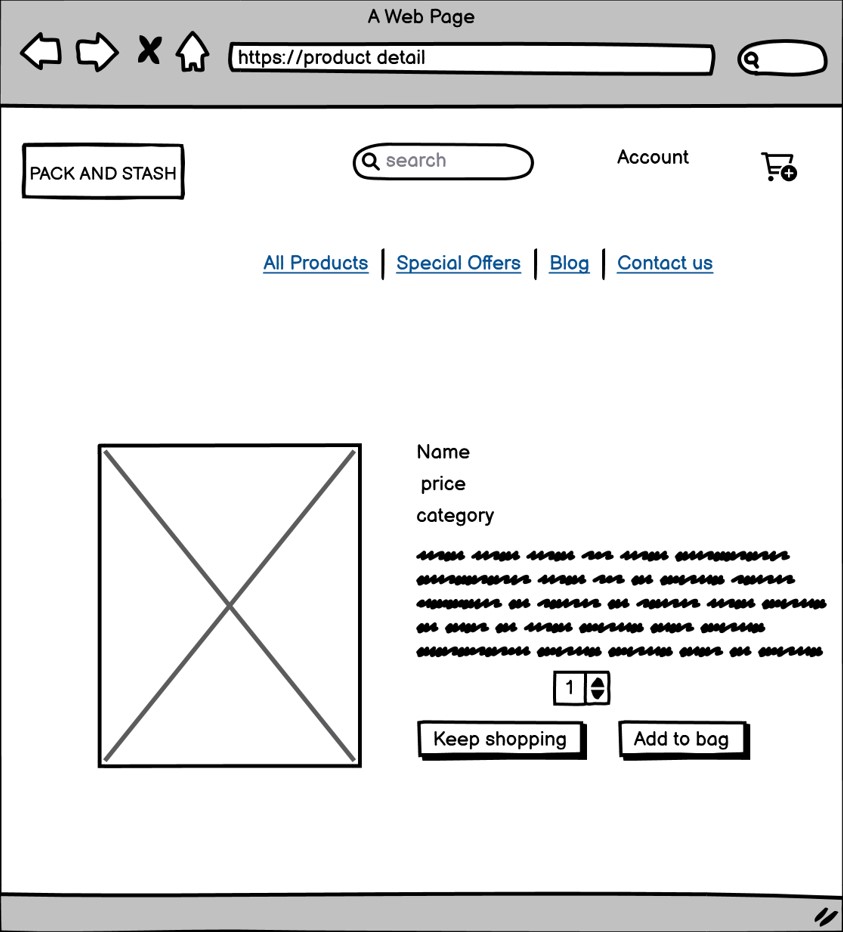 A Web Page
https://product detail
PACK AND STASH
search
Account
All Products | Special Offers | Blog | Contact us
Name
price
category
1
Keep shopping
Add to bag